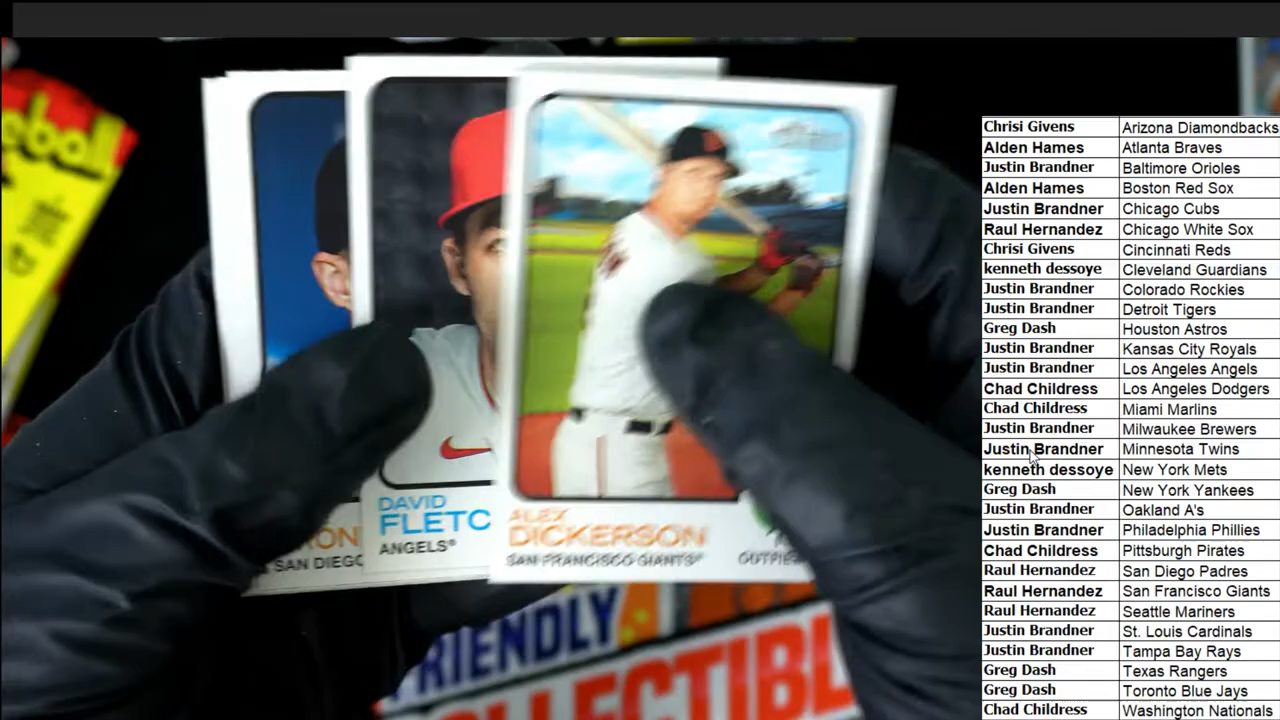 eball
RON
SAN DIEGO
DAVID
FLETC
ANGELS®
ALEX
DICKERSON
SAN FRANCISCO GIANTS®
OUTFIE
FRIENDLY
COLLECTIBL
Chrisi Givens Arizona Diamondbacks
Alden Hames Atlanta Braves
Justin Brandner Baltimore Orioles
Alden Hames Boston Red Sox
Justin Brandner Chicago Cubs
Raul Hernandez Chicago White Sox
Chrisi Givens Cincinnati Reds
kenneth dessoye Cleveland Guardians
Justin Brandner Colorado Rockies
Justin Brandner Detroit Tigers
Greg Dash Houston Astros
Justin Brandner Kansas City Royals
Justin Brandner Los Angeles Angels
Chad Childress Los Angeles Dodgers
Chad Childress Miami Marlins
Justin Brandner Milwaukee Brewers
Justin Brandner Minnesota Twins
kenneth dessoye New York Mets
Greg Dash New York Yankees
Justin Brandner Oakland A's
Justin Brandner Philadelphia Phillies
Chad Childress Pittsburgh Pirates
Raul Hernandez San Diego Padres
Raul Hernandez San Francisco Giants
Raul Hernandez Seattle Mariners
Justin Brandner St. Louis Cardinals
Justin Brandner Tampa Bay Rays
Greg Dash Texas Rangers
Greg Dash Toronto Blue Jays
Chad Childress Washington Nationals